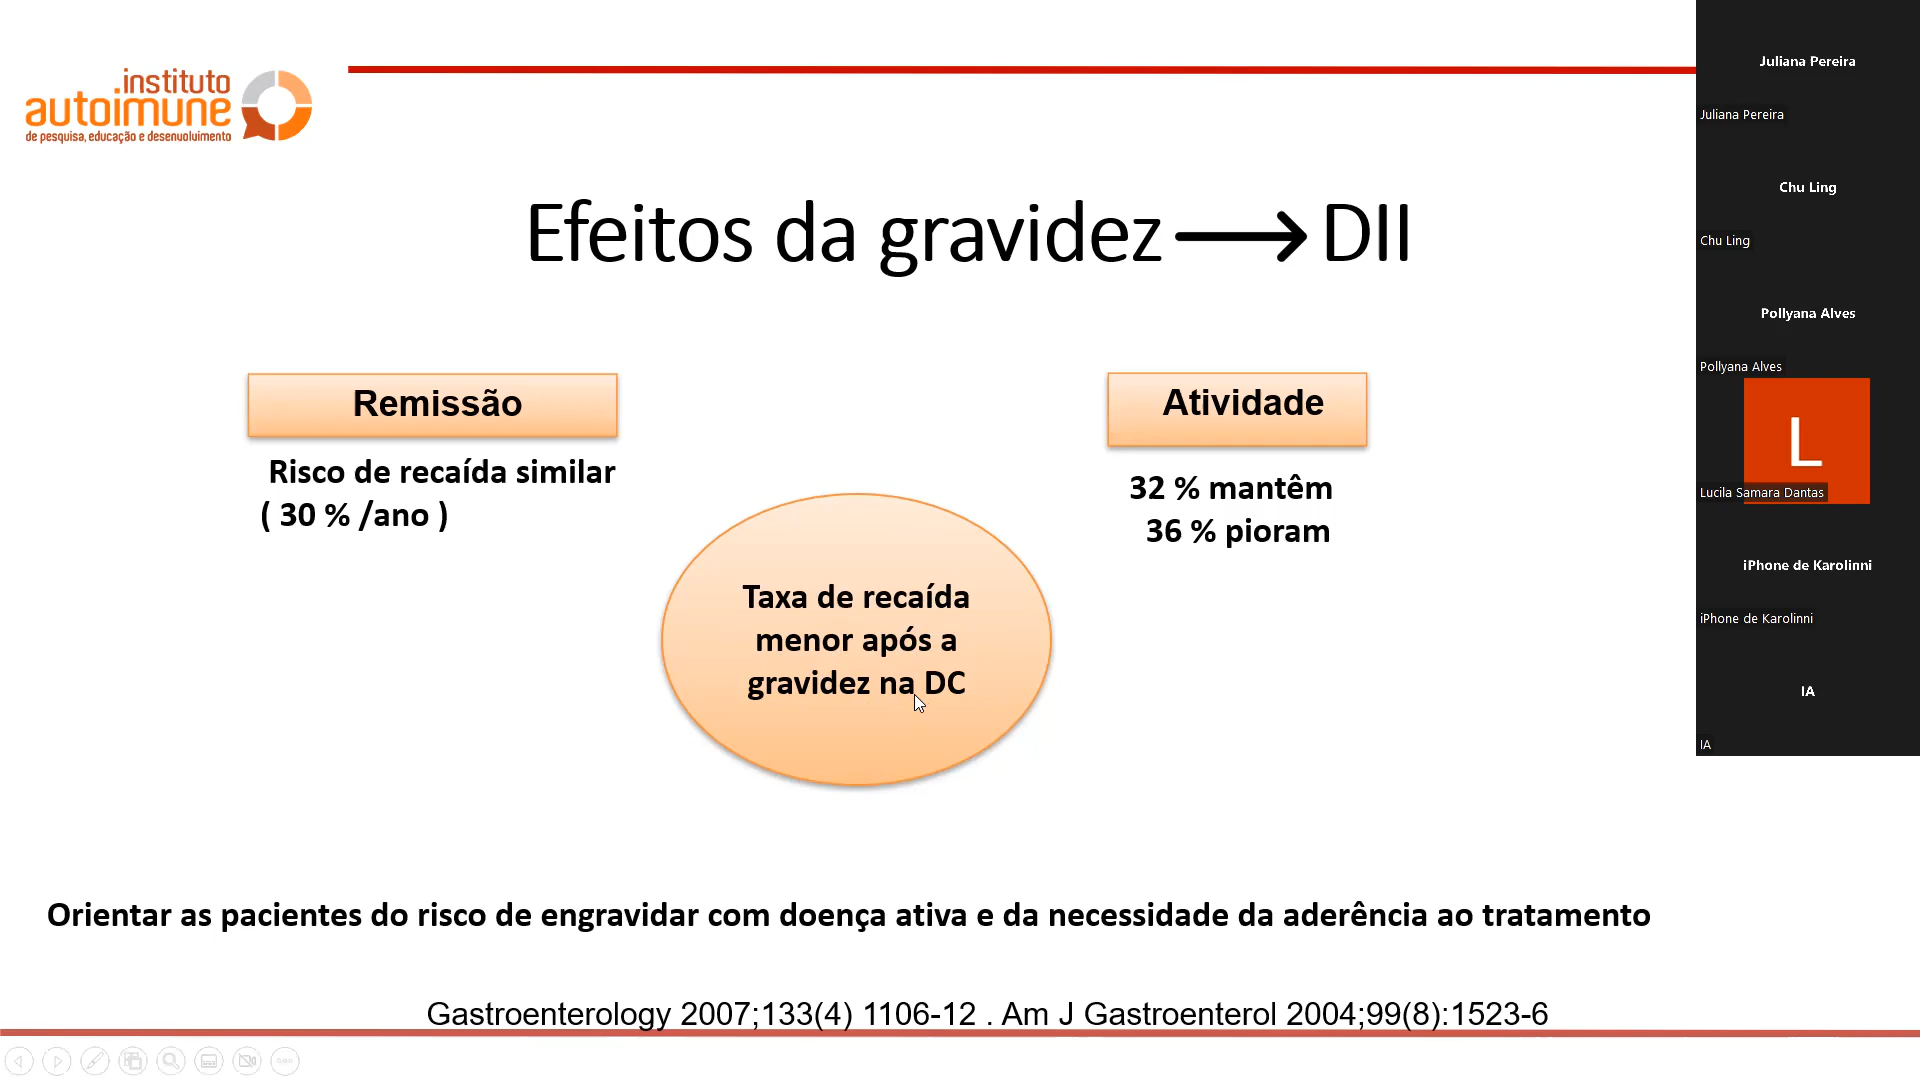 instituto
autoimune
de pesquisa, educação e desenvolvimento
Efeitos da gravidez → DII
Remissão
Risco de recaída similar
( 30 % /ano )
Atividade
32 % mantêm
36 % pioram
Taxa de recaída
menor após a
gravidez na DC
Orientar as pacientes do risco de engravidar com doença ativa e da necessidade da aderência ao tratamento
Gastroenterology 2007;133(4) 1106-12 . Am J Gastroenterol 2004;99(8):1523-6
Juliana Pereira
Juliana Pereira
Chu Ling
Chu Ling
Pollyana Alves
Pollyana Alves
L
Lucila Samara Dantas
iPhone de Karolinni
iPhone de Karolinni
IA
IA